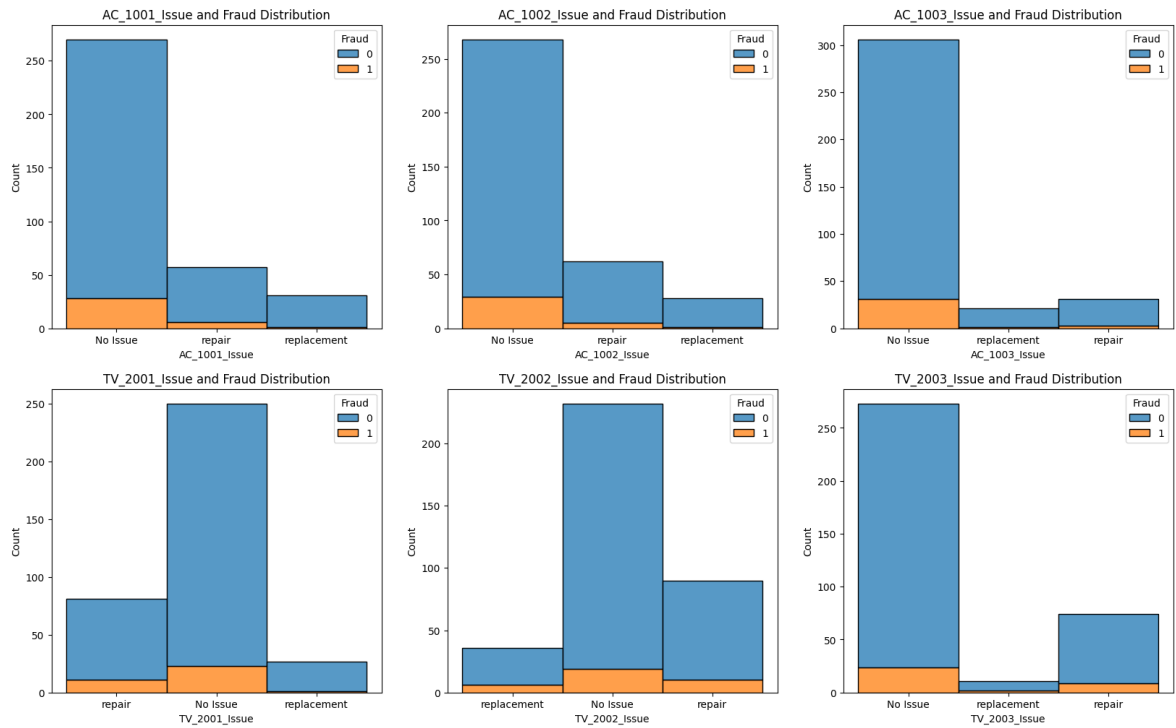 AC_1001_Issue and Fraud Distribution
Fraud
0
1
250
200
150
100
50
0
Count
No Issue
repair
replacement
AC_1001_Issue
AC_1002_Issue and Fraud Distribution
Fraud
0
1
250
200
150
100
50
0
Count
No Issue
repair
replacement
AC_1002_Issue
AC_1003_Issue and Fraud Distribution
Fraud
0
1
300
250
200
150
100
50
0
Count
No Issue
replacement
repair
AC_1003_Issue
TV_2001_Issue and Fraud Distribution
Fraud
0
1
250
200
150
100
50
0
Count
repair
No Issue
replacement
TV_2001_Issue
TV_2002_Issue and Fraud Distribution
Fraud
0
1
200
150
100
50
0
Count
replacement
No Issue
repair
TV_2002_Issue
TV_2003_Issue and Fraud Distribution
Fraud
0
1
250
200
150
100
50
0
Count
No Issue
replacement
repair
TV_2003_Issue